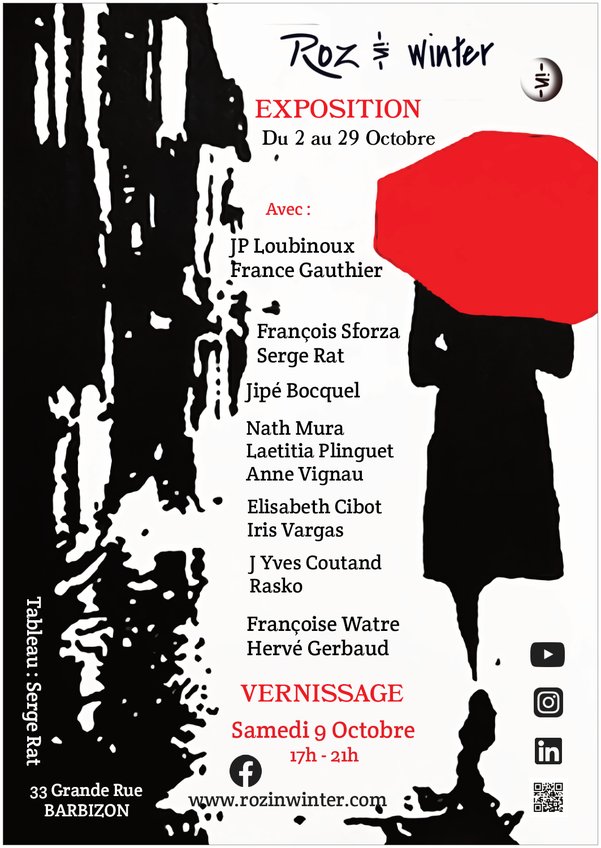 Roz in winter
EXPOSITION
Du 2 au 29 Octobre
Avec :
JP Loubinoux
France Gauthier
François Sforza
Serge Rat
Jipé Bocquel
Nath Mura
Laetitia Plinguet
Anne Vignau
Elisabeth Cibot
Iris Vargas
J Yves Coutand
Rasko
Françoise Watre
Hervé Gerbaud
VERNISSAGE
Samedi 9 Octobre
17h - 21h
www.rozinwinter.com
Tableau : Serge Rat
33 Grande Rue
BARBIZON